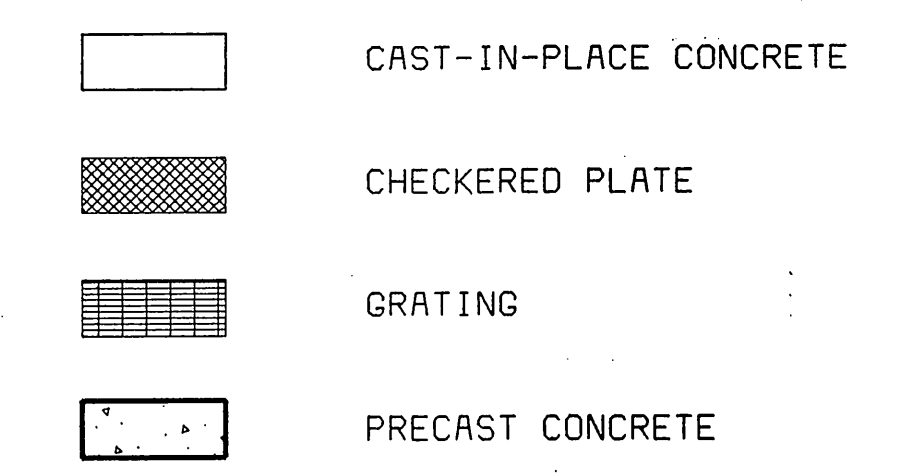 CAST-IN-PLACE CONCRETE
CHECKERED PLATE
GRATING
PRECAST CONCRETE